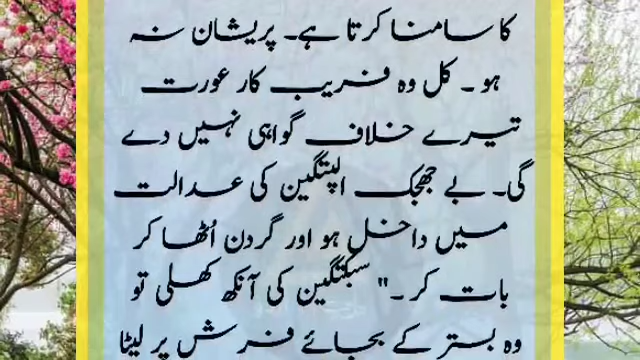 کا سامنا کرتا ہے۔ پریشان نہ
ہو۔ کل وہ فریب کار عورت
تیرے خلاف گواہی نہیں دے
گی۔ بے جھجک الپتگین کی عدالت
میں داخل ہو اور گردن اُٹھا کر
بات کر۔" سبکتگین کی آنکھ کھلی تو
وہ بستر کے بجائے فرش پر لیٹا